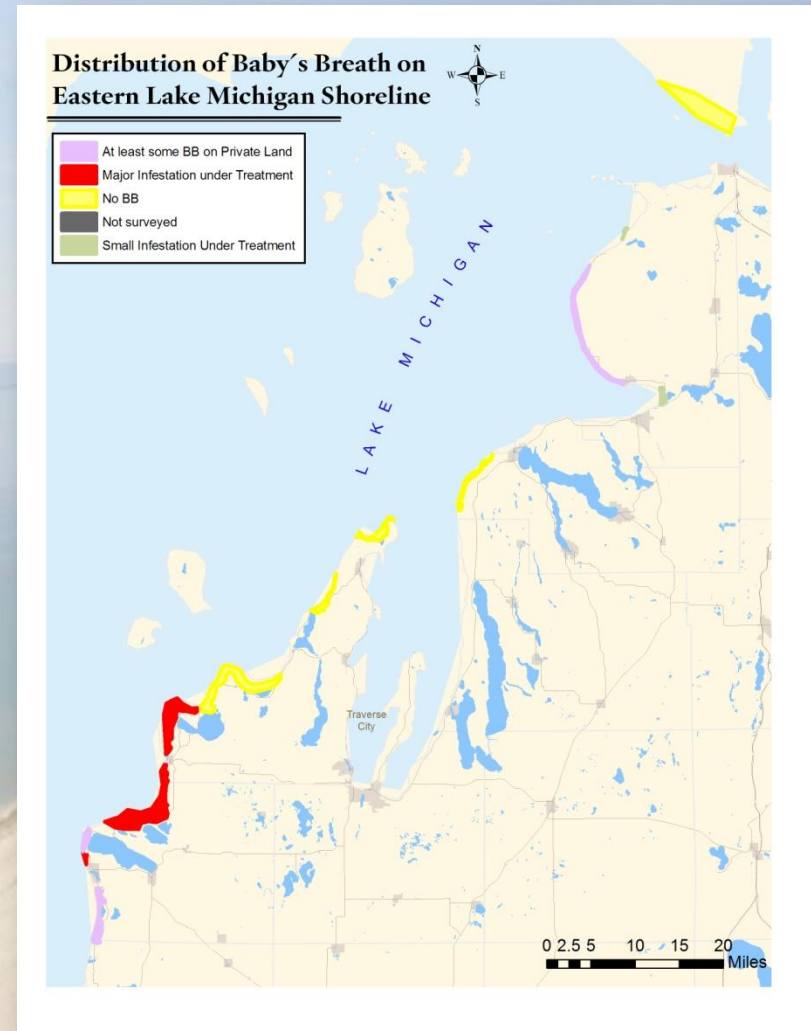 Distribution of Baby´s Breath on
Eastern Lake Michigan Shoreline
N
W E
S
At least some BB on Private Land
Major Infestation under Treatment
No BB
Not surveyed
Small Infestation Under Treatment
LAKE MICHIGAN
Traverse
City
0 2.5 5 10 15 20
Miles